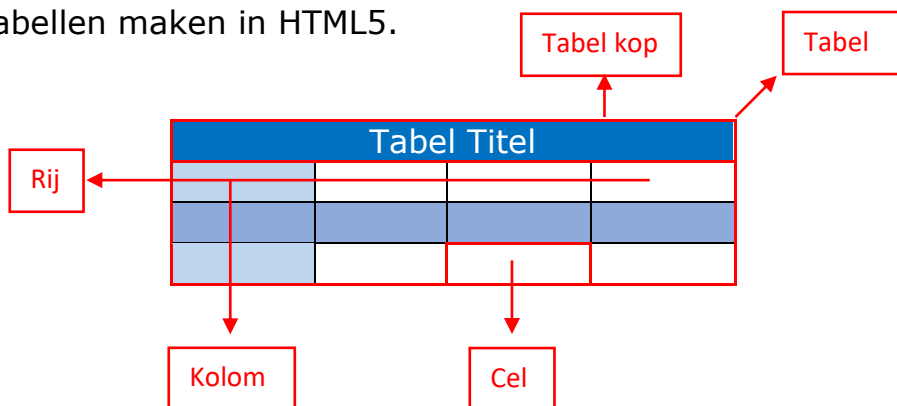 abellen maken in HTML5.
Tabel kop
Tabel
Tabel Titel
Rij
Kolom
Cel